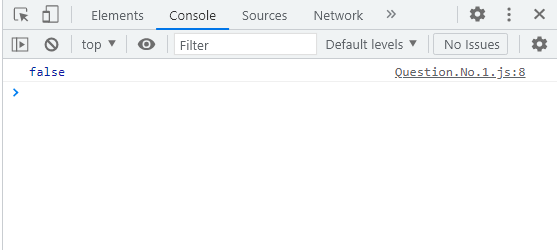 Elements Console Sources Network »
top ▼ Filter Default levels ▼ No Issues
false Question.No.1.js:8
>